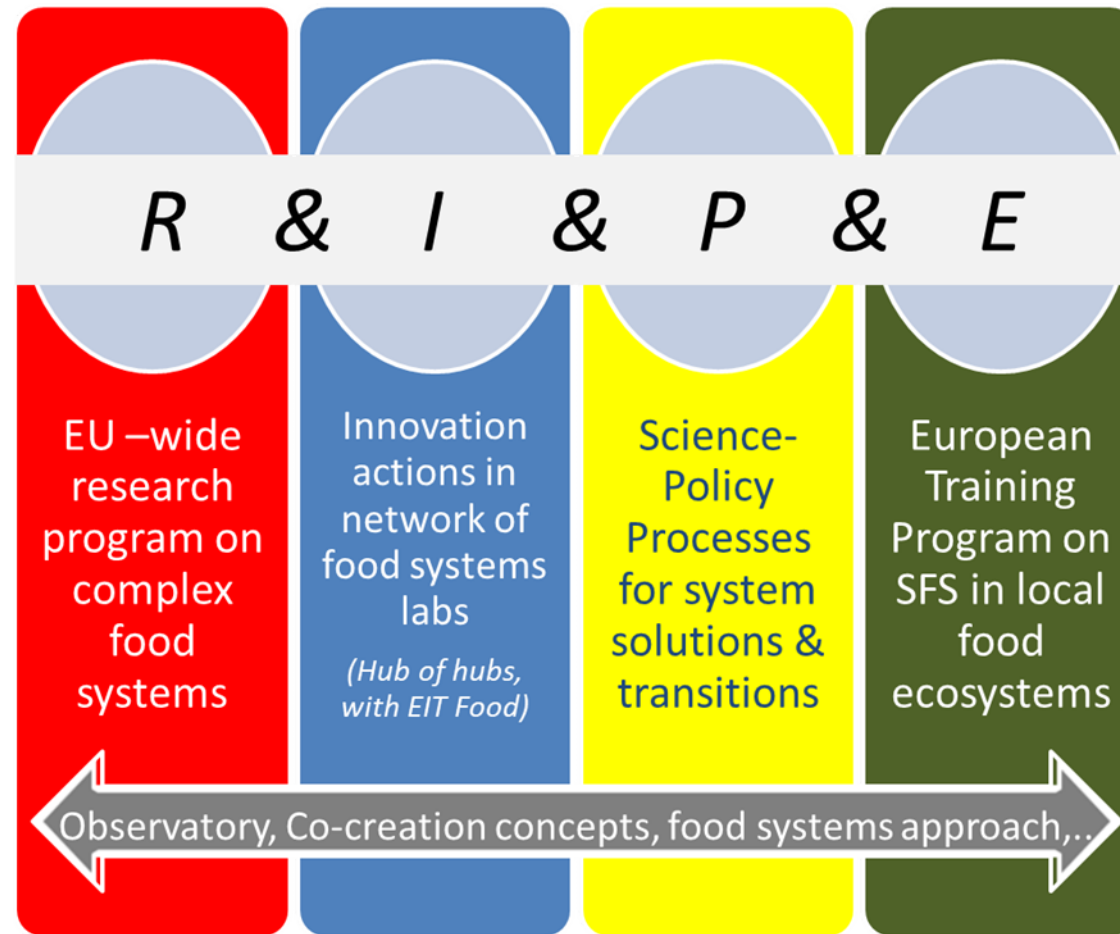 R & I & P & E
EU –wide
research
program on
complex
food
systems
Innovation
actions in
network of
food systems
labs
(Hub of hubs,
with EIT Food)
Science-
Policy
Processes
for system
solutions &
transitions
European
Training
Program on
SFS in local
food
ecosystems
Observatory, Co-creation concepts, food systems approach,..